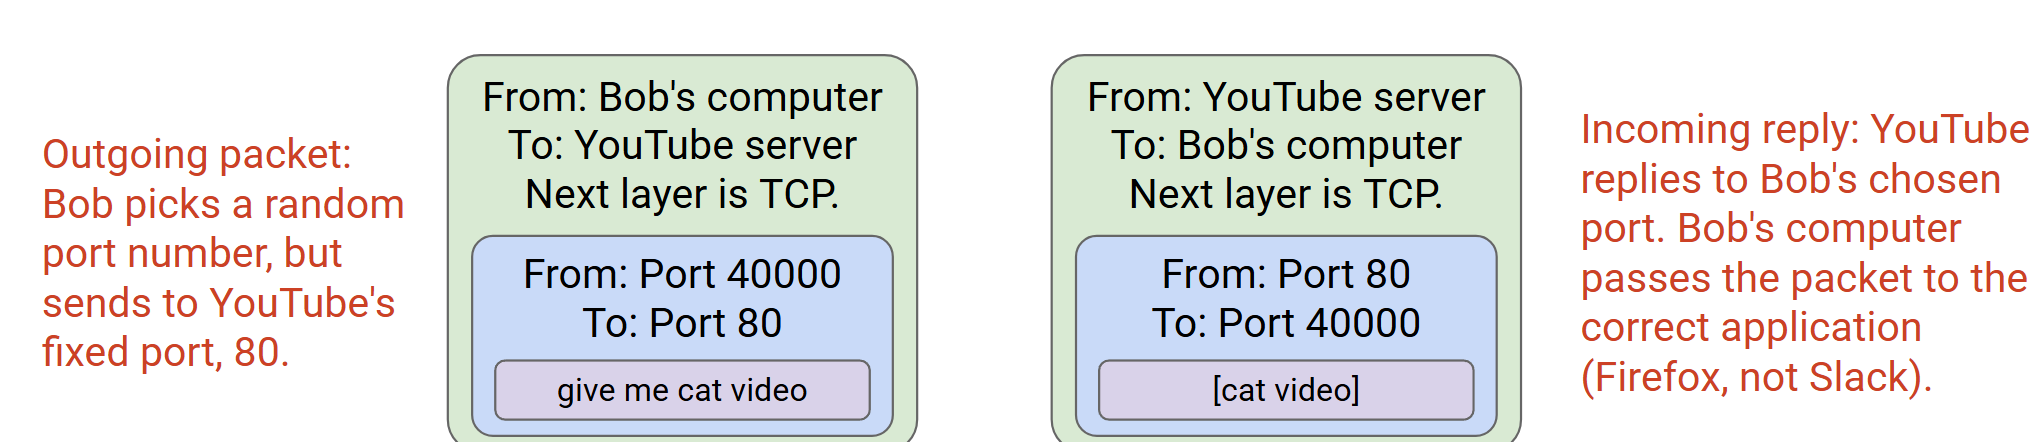 Outgoing packet:
Bob picks a random
port number, but
sends to YouTube's
fixed port, 80.
From: Bob's computer
To: YouTube server
Next layer is TCP.
From: Port 40000
To: Port 80
give me cat video
From: YouTube server
To: Bob's computer
Next layer is TCP.
From: Port 80
To: Port 40000
[cat video]
Incoming reply: YouTube
replies to Bob's chosen
port. Bob's computer
passes the packet to the
correct application
(Firefox, not Slack).